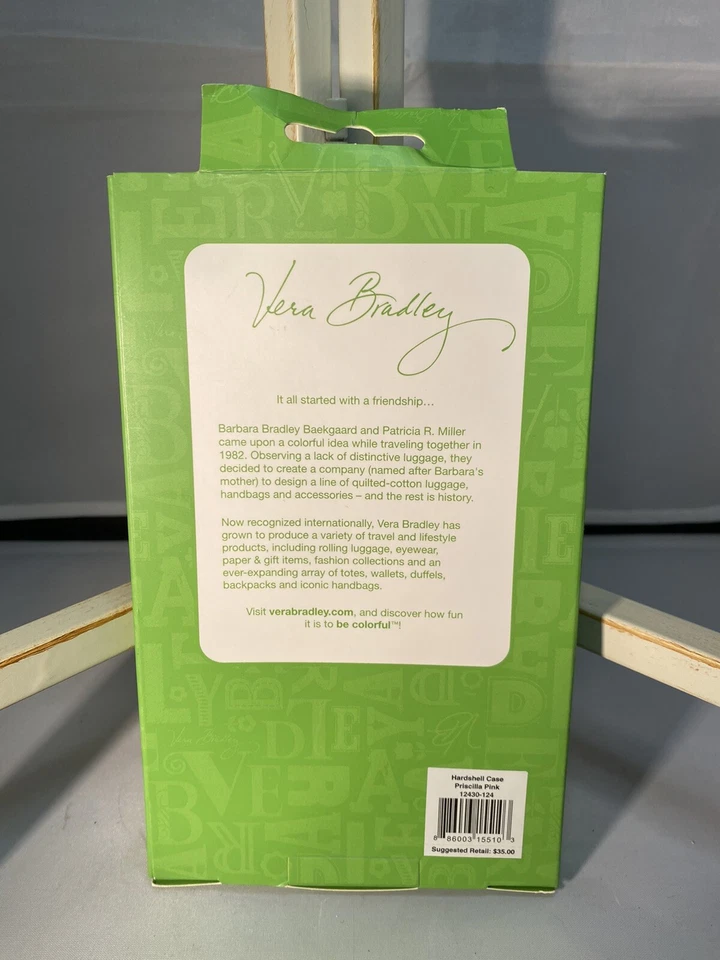 Vera Bradley
It all started with a friendship...
Barbara Bradley Baekgaard and Patricia R. Miller
came upon a colorful idea while traveling together in
1982. Observing a lack of distinctive luggage, they
decided to create a company (named after Barbara's
mother) to design a line of quilted-cotton luggage,
handbags and accessories – and the rest is history.
Now recognized internationally, Vera Bradley has
grown to produce a variety of travel and lifestyle
products, including rolling luggage, eyewear,
paper & gift items, fashion collections and an
ever-expanding array of totes, wallets, duffels,
backpacks and iconic handbags.
Visit verabradley.com, and discover how fun
it is to be colorful™!
Hardshell Case
Priscilla Pink
12430-124
8 86003 15510 3
Suggested Retail: $35.00